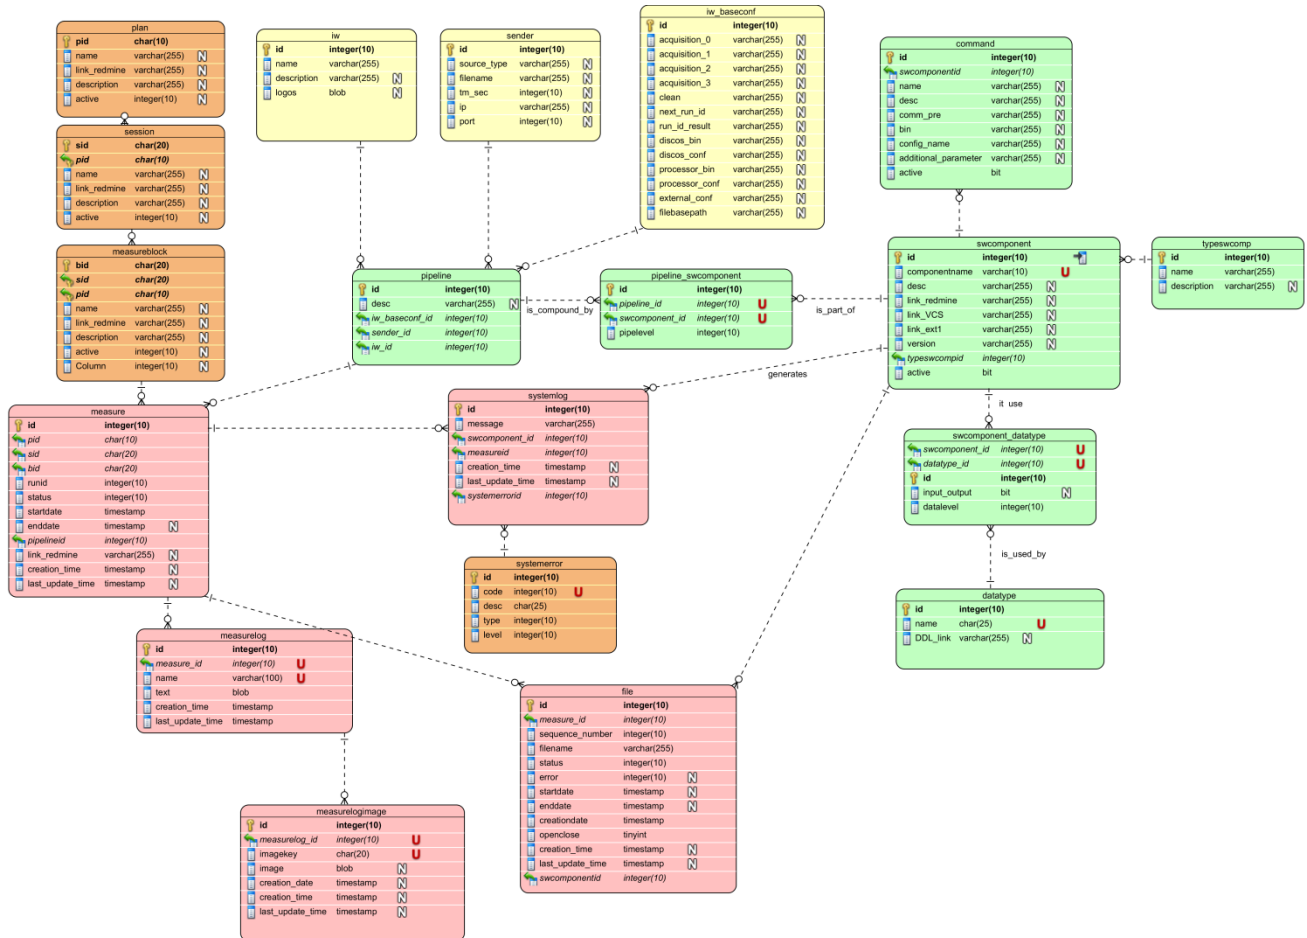 plan
pid char(10)
name varchar(255) N
link_redmine varchar(255) N
description varchar(255) N
active integer(10) N
session
sid char(20)
pid char(10)
name varchar(255) N
link_redmine varchar(255) N
description varchar(255) N
active integer(10) N
measureblock
bid char(20)
sid char(20)
pid char(10)
name varchar(255) N
link_redmine varchar(255) N
description varchar(255) N
active integer(10) N
Column integer(10) N
iw
id integer(10)
name varchar(255)
description varchar(255) N
logos blob N
sender
id integer(10)
source_type varchar(255) N
filename varchar(255) N
tm_sec integer(10) N
ip varchar(255) N
port integer(10) N
iw_baseconf
id integer(10)
acquisition_0 varchar(255) N
acquisition_1 varchar(255) N
acquisition_2 varchar(255) N
acquisition_3 varchar(255) N
clean varchar(255) N
next_run_id varchar(255) N
run_id_result varchar(255) N
discos_bin varchar(255) N
discos_conf varchar(255) N
processor_bin varchar(255) N
processor_conf varchar(255) N
external_conf varchar(255) N
filebasepath varchar(255) N
command
id integer(10)
swcomponentid integer(10)
name varchar(255) N
desc varchar(255) N
comm_pre varchar(255) N
bin varchar(255) N
config_name varchar(255) N
additional_parameter varchar(255) N
active bit
pipeline
id integer(10)
desc varchar(255) N
iw_baseconf_id integer(10)
sender_id integer(10)
iw_id integer(10)
is_compound_by
pipeline_swcomponent
id integer(10)
pipeline_id integer(10) U
swcomponent_id integer(10) U
pipelevel integer(10)
is_part_of
swcomponent
id integer(10)
componentname varchar(10) U
desc varchar(255) N
link_redmine varchar(255) N
link_VCS varchar(255) N
link_ext1 varchar(255) N
version varchar(255) N
typeswcompid integer(10)
active bit
typeswcomp
id integer(10)
name varchar(255)
description varchar(255) N
generates
it use
measure
id integer(10)
pid char(10)
sid char(20)
bid char(20)
runid integer(10)
status integer(10)
startdate timestamp
enddate timestamp N
pipelineid integer(10)
link_redmine varchar(255) N
creation_time timestamp N
last_update_time timestamp N
systemlog
id integer(10)
message varchar(255)
swcomponent_id integer(10)
measureid integer(10)
creation_time timestamp N
last_update_time timestamp N
systemerrorid integer(10)
swcomponent_datatype
swcomponent_id integer(10) U
datatype_id integer(10) U
id integer(10)
input_output bit N
datalevel integer(10)
is_used_by
systemerror
id integer(10)
code integer(10) U
desc char(25)
type integer(10)
level integer(10)
datatype
id integer(10)
name char(25) U
DDL_link varchar(255) N
measurelog
id integer(10)
measure_id integer(10) U
name varchar(100) U
text blob
creation_time timestamp
last_update_time timestamp
file
id integer(10)
measure_id integer(10)
sequence_number integer(10)
filename varchar(255)
status integer(10)
error integer(10) N
startdate timestamp N
enddate timestamp N
creationdate timestamp
openclose tinyint
creation_time timestamp N
last_update_time timestamp N
swcomponentid integer(10)
measurelogimage
id integer(10)
measurelog_id integer(10) U
imagekey char(20) U
image blob N
creation_date timestamp N
creation_time timestamp N
last_update_time timestamp N